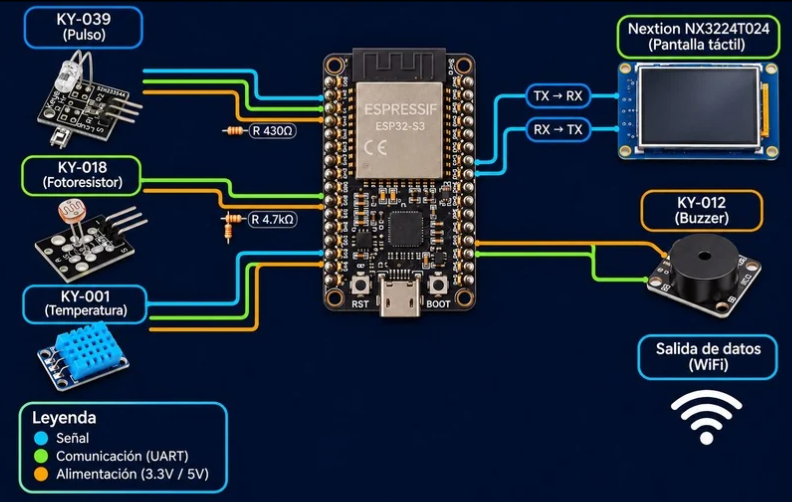 KY-039
(Pulso)
R 430Ω
KY-018
(Fotoresistor)
R 4.7kΩ
KY-001
(Temperatura)
ESPRESSIF
ESP32-S3
CE
RST
BOOT
Nextion NX3224T024
(Pantalla táctil)
TX → RX
RX → TX
KY-012
(Buzzer)
Salida de datos
(WiFi)
Leyenda
Señal
Comunicación (UART)
Alimentación (3.3V / 5V)